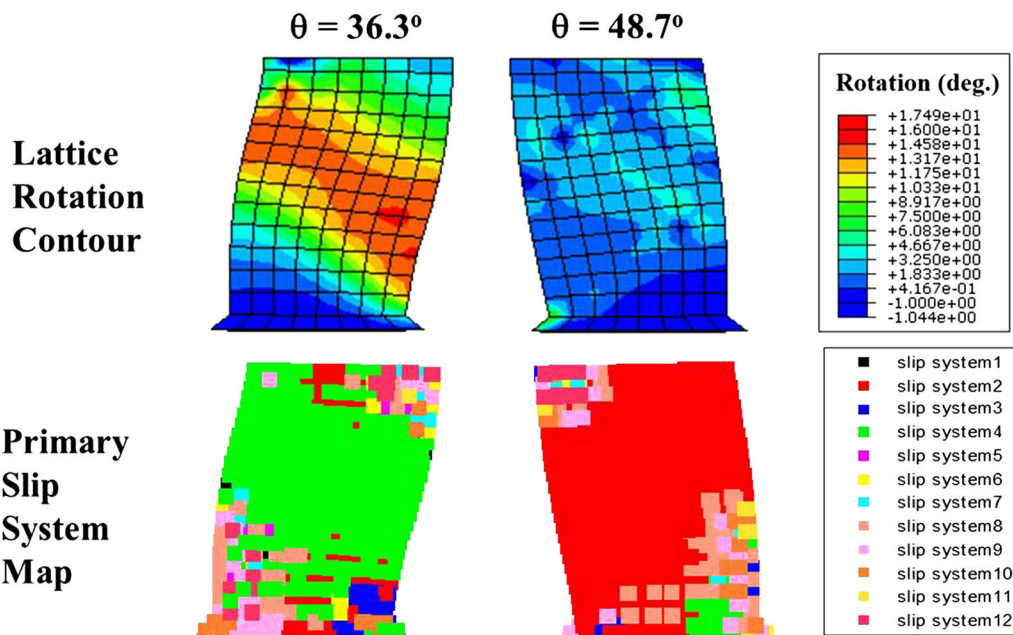 θ = 36.3º
θ = 48.7º
Lattice
Rotation
Contour
Rotation (deg.)
+1.749e+01
+1.600e+01
+1.458e+01
+1.317e+01
+1.175e+01
+1.033e+01
+8.917e+00
+7.500e+00
+6.083e+00
+4.667e+00
+3.250e+00
+1.833e+00
+4.167e-01
-1.000e+00
-1.044e+00
Primary
Slip
System
Map
slip system1
slip system2
slip system3
slip system4
slip system5
slip system6
slip system7
slip system8
slip system9
slip system10
slip system11
slip system12